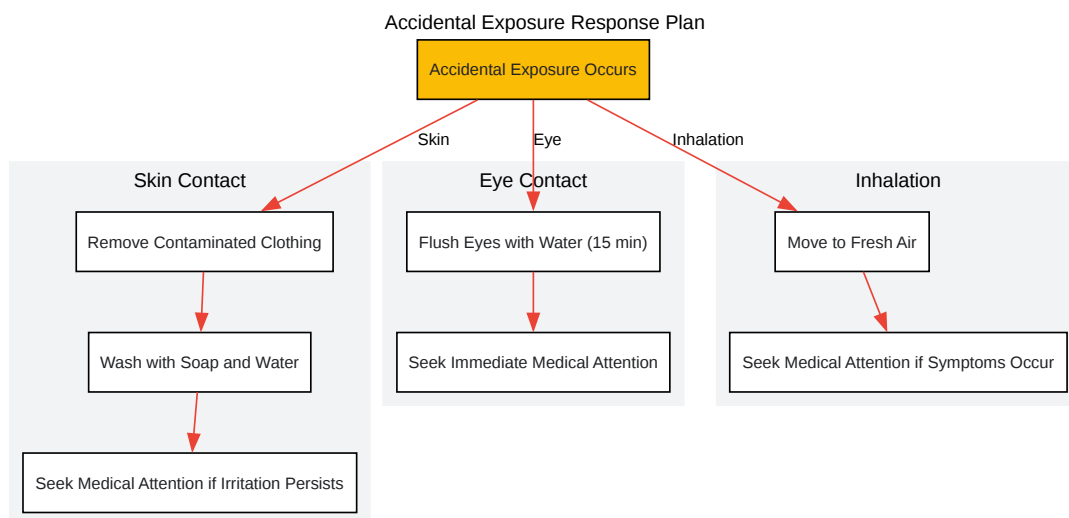 Accidental Exposure Response Plan
Accidental Exposure Occurs
Skin
Eye
Inhalation
Skin Contact
Remove Contaminated Clothing
Wash with Soap and Water
Seek Medical Attention if Irritation Persists
Eye Contact
Flush Eyes with Water (15 min)
Seek Immediate Medical Attention
Inhalation
Move to Fresh Air
Seek Medical Attention if Symptoms Occur